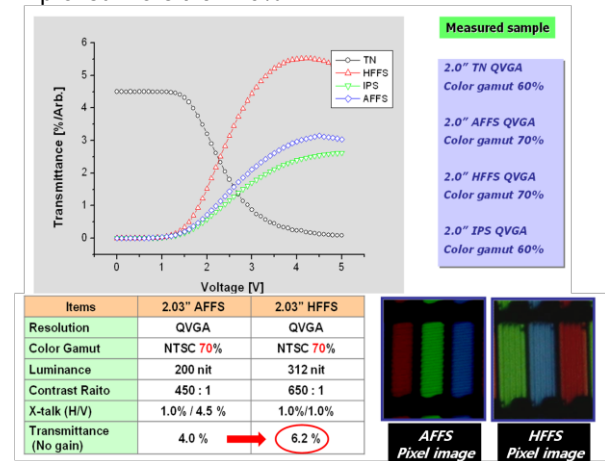 Measured sample
6
5
4
3
2
1
0
Transmittance [%/Arb.]
TN
HFFS
IPS
AFFS
0 1 2 3 4 5
Voltage [V]
2.0" TN QVGA
Color gamut 60%
2.0" AFFS QVGA
Color gamut 70%
2.0" HFFS QVGA
Color gamut 70%
2.0" IPS QVGA
Color gamut 60%
Items 2.03" AFFS 2.03" HFFS
Resolution QVGA QVGA
Color Gamut NTSC 70% NTSC 70%
Luminance 200 nit 312 nit
Contrast Raito 450 : 1 650 : 1
X-talk (H/V) 1.0% / 4.5 % 1.0%/1.0%
Transmittance
(No gain) 4.0 % 6.2 %
AFFS
Pixel image
HFFS
Pixel image